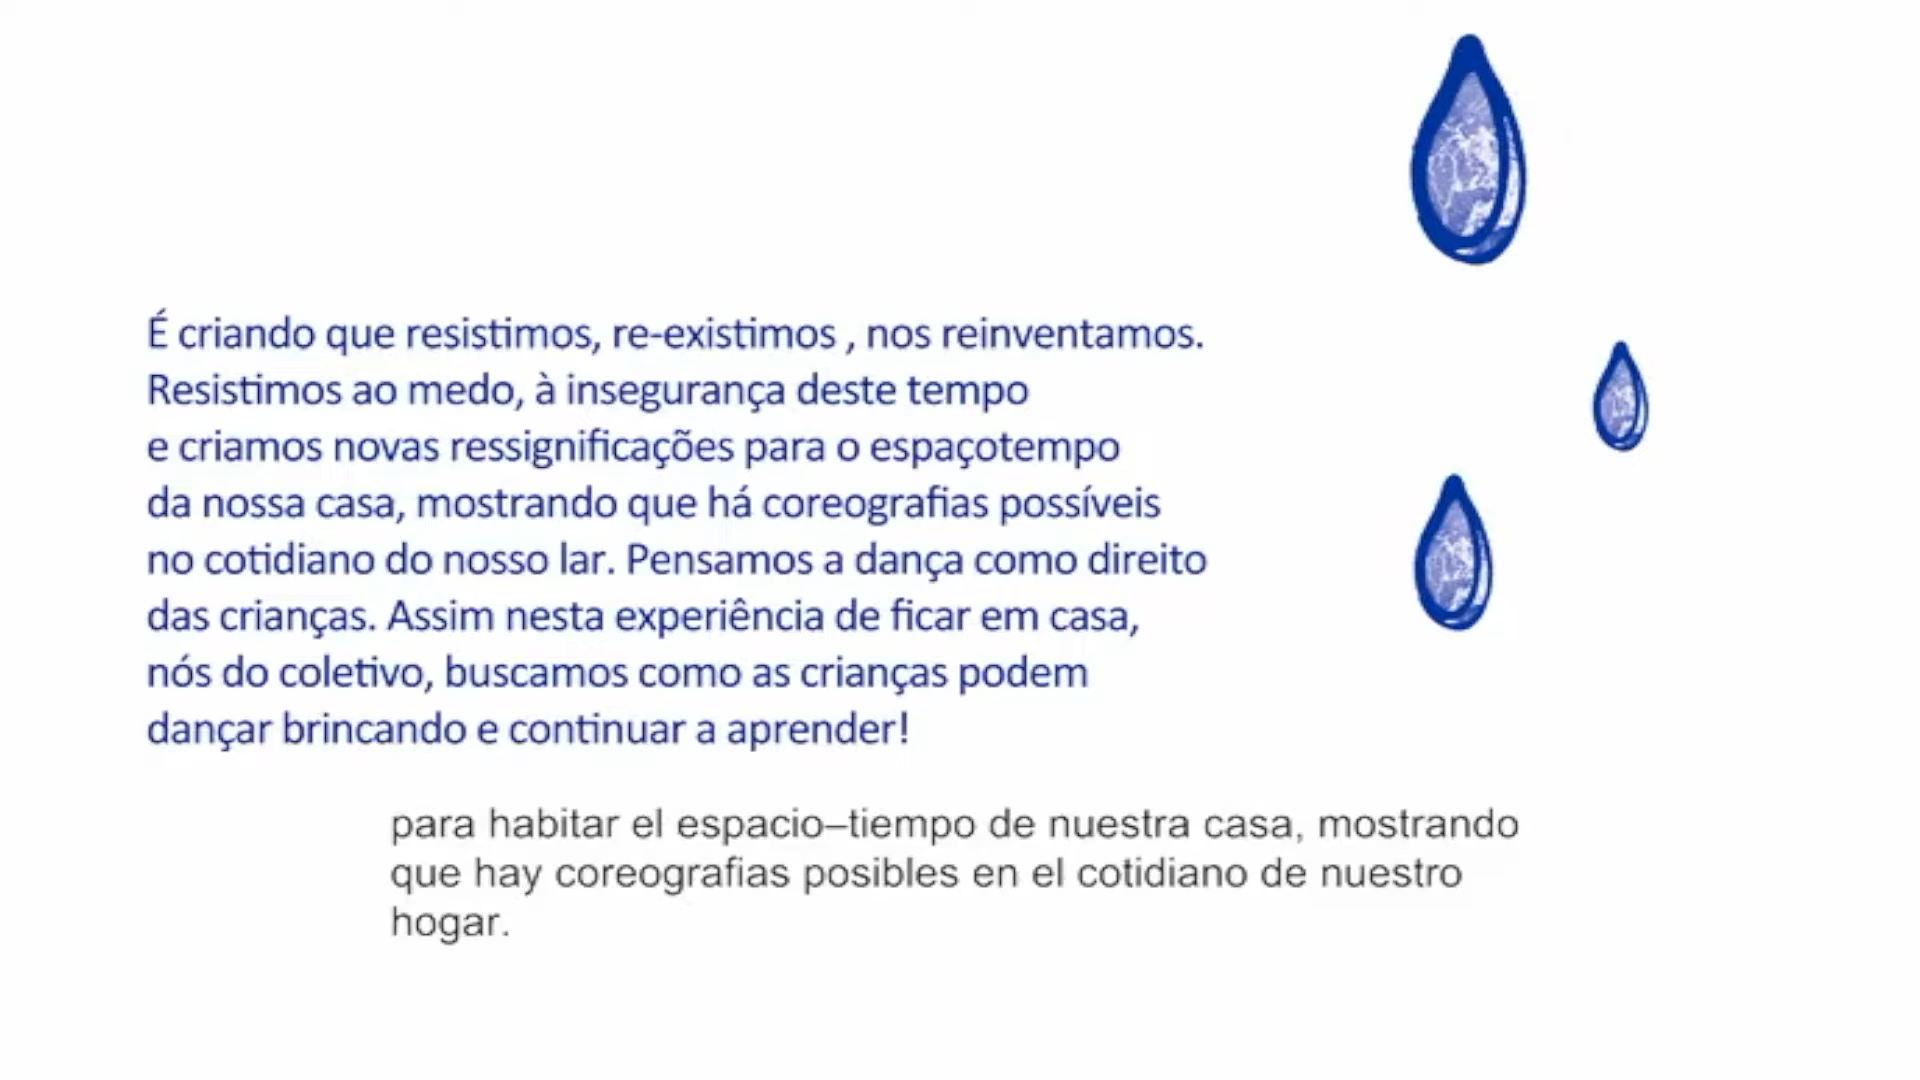 É criando que resistimos, re-existimos , nos reinventamos.
Resistimos ao medo, à insegurança deste tempo
e criamos novas ressignificações para o espaçotempo
da nossa casa, mostrando que há coreografias possíveis
no cotidiano do nosso lar. Pensamos a dança como direito
das crianças. Assim nesta experiência de ficar em casa,
nós do coletivo, buscamos como as crianças podem
dançar brincando e continuar a aprender!
para habitar el espacio–tiempo de nuestra casa, mostrando
que hay coreografias posibles en el cotidiano de nuestro
hogar.